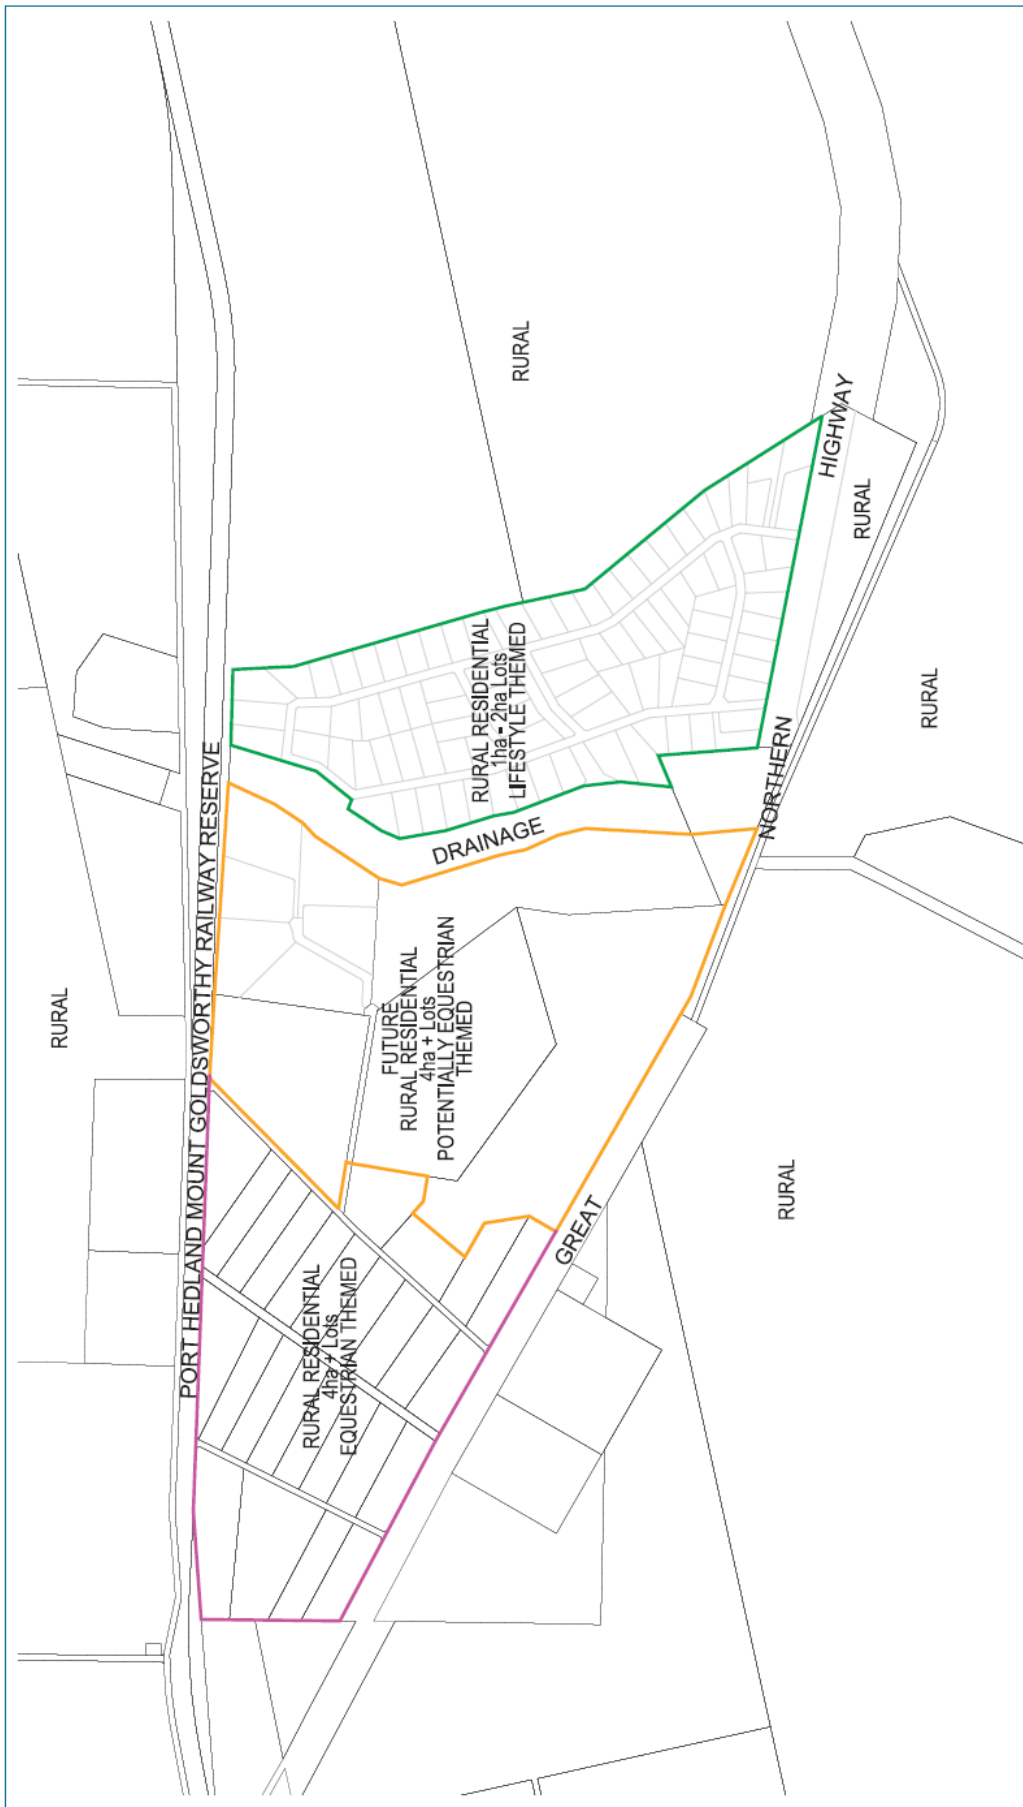 RURAL
PORT HEDLAND MOUNT GOLDSWORTHY RAILWAY RESERVE
RURAL RESIDENTIAL
4ha + Lots
EQUESTRIAN THEMED
FUTURE
RURAL RESIDENTIAL
4ha + Lots
POTENTIALLY EQUESTRIAN
THEMED
DRAINAGE
RURAL RESIDENTIAL
1ha - 2ha Lots
LIFESTYLE THEMED
RURAL
GREAT
NORTHERN
HIGHWAY
RURAL
RURAL
RURAL